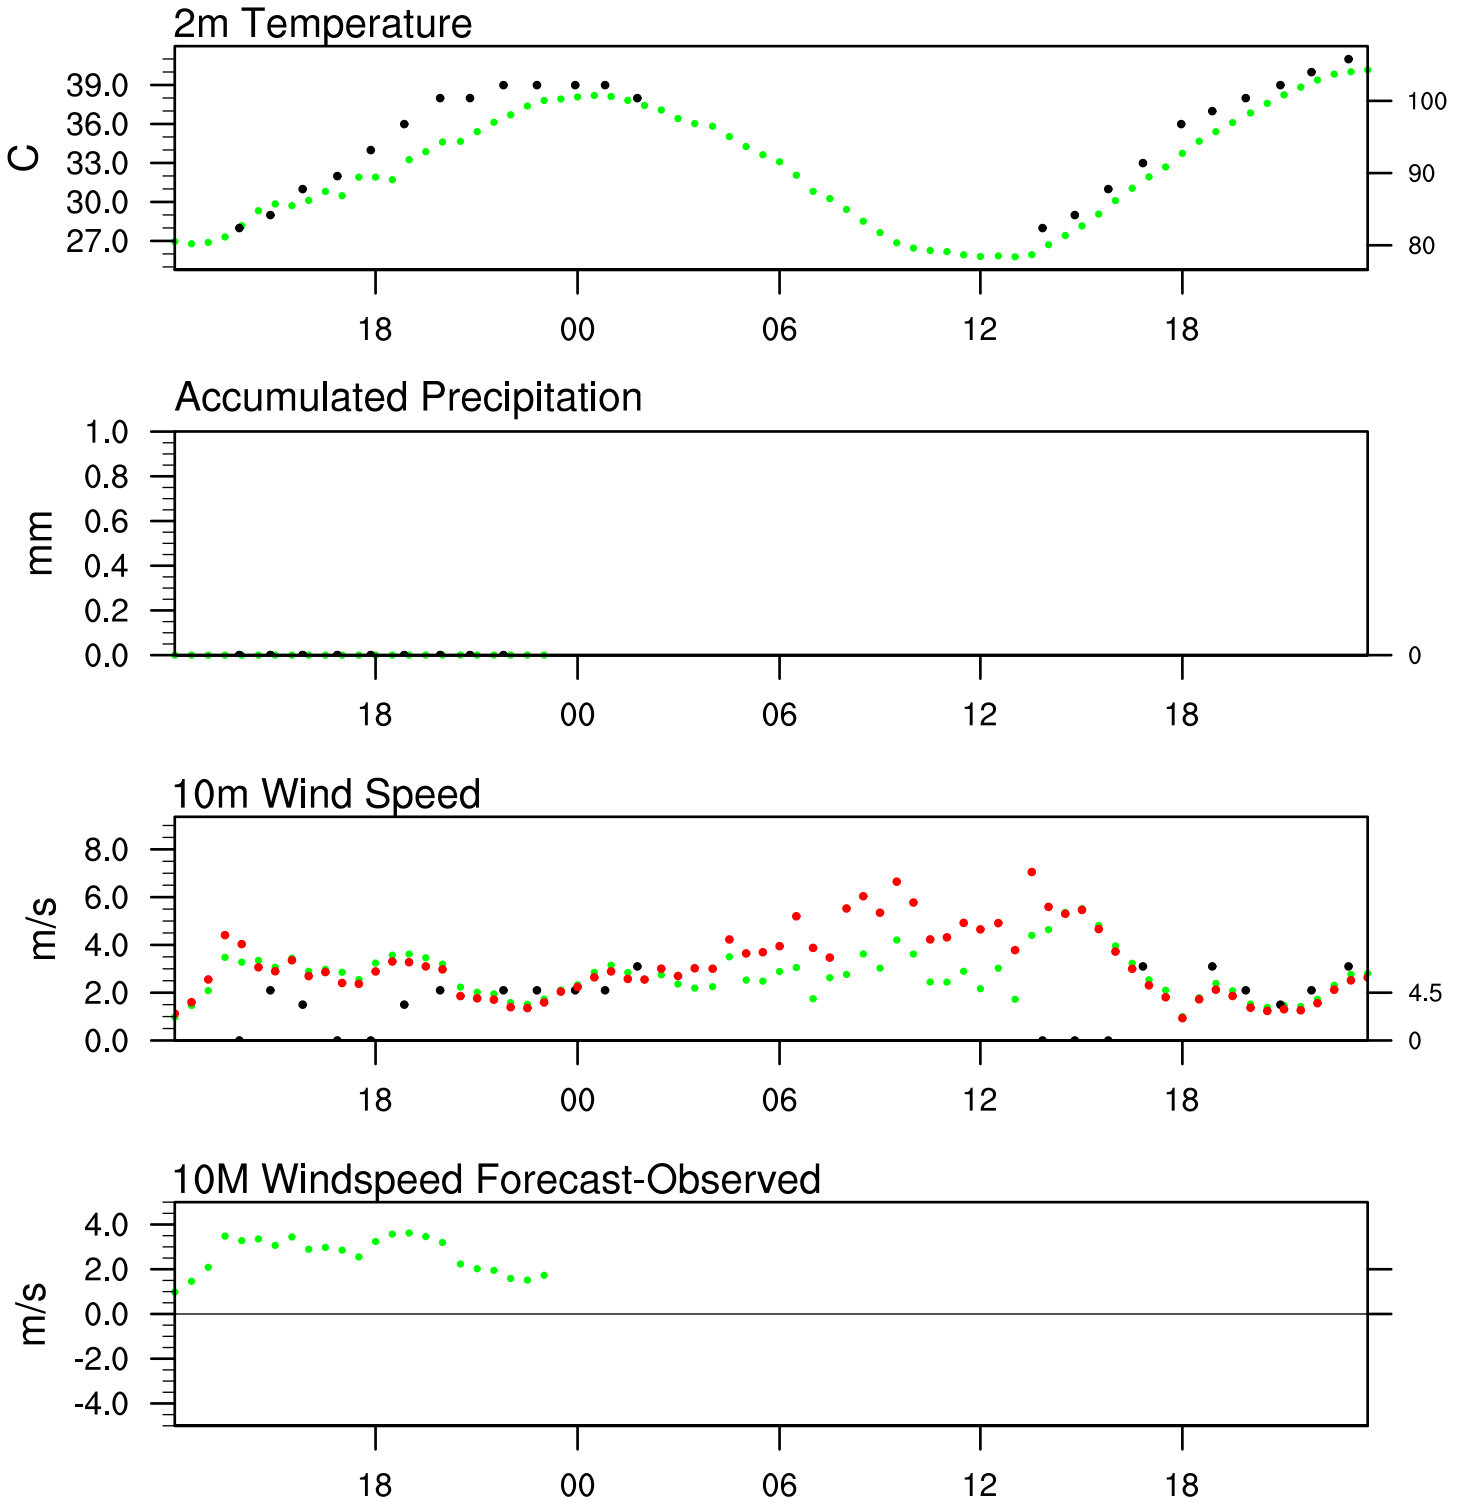 2m Temperature
39.0
36.0
33.0
30.0
27.0
C
100
90
80
18 00 06 12 18
Accumulated Precipitation
1.0
0.8
0.6
0.4
0.2
0.0
mm
0
18 00 06 12 18
10m Wind Speed
8.0
6.0
4.0
2.0
0.0
m/s
4.5
0
18 00 06 12 18
10M Windspeed Forecast-Observed
4.0
2.0
0.0
-2.0
-4.0
m/s
18 00 06 12 18